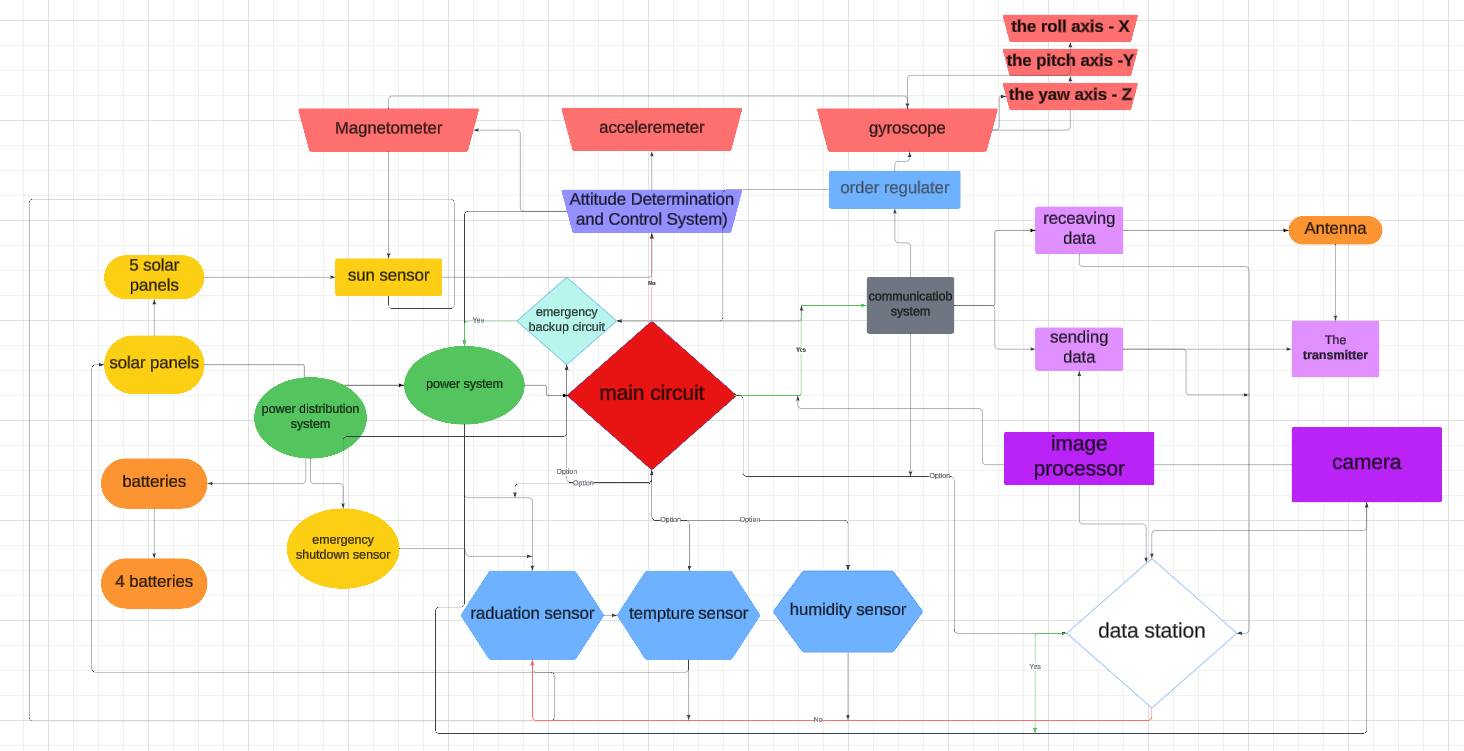 the roll axis - X
the pitch axis -Y
the yaw axis - Z
Magnetometer
acceleremeter
gyroscope
order regulater
Attitude Determination
and Control System)
receaving
data
Antenna
5 solar
panels
sun sensor
No
communicatiob
system
emergency
backup circuit
Yes
Yes
sending
data
The
transmitter
solar panels
power system
main circuit
power distribution
system
image
processor
camera
batteries
Option
Option
Option
emergency
shutdown sensor
Option
Option
4 batteries
raduation sensor
tempture sensor
humidity sensor
data station
Yes
No